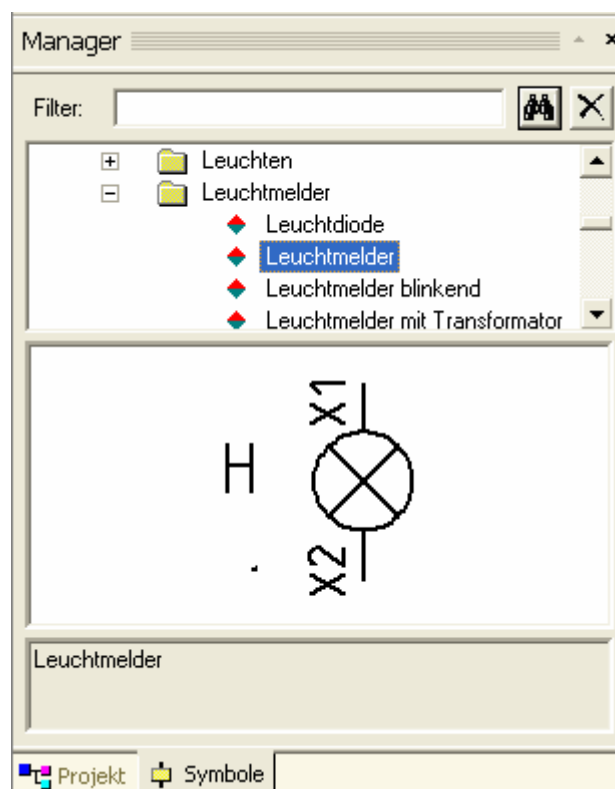 Manager
Filter:
Leuchten
Leuchtmelder
Leuchtdiode
Leuchtmelder
Leuchtmelder blinkend
Leuchtmelder mit Transformator
X1
H
X2
Leuchtmelder
Projekt Symbole